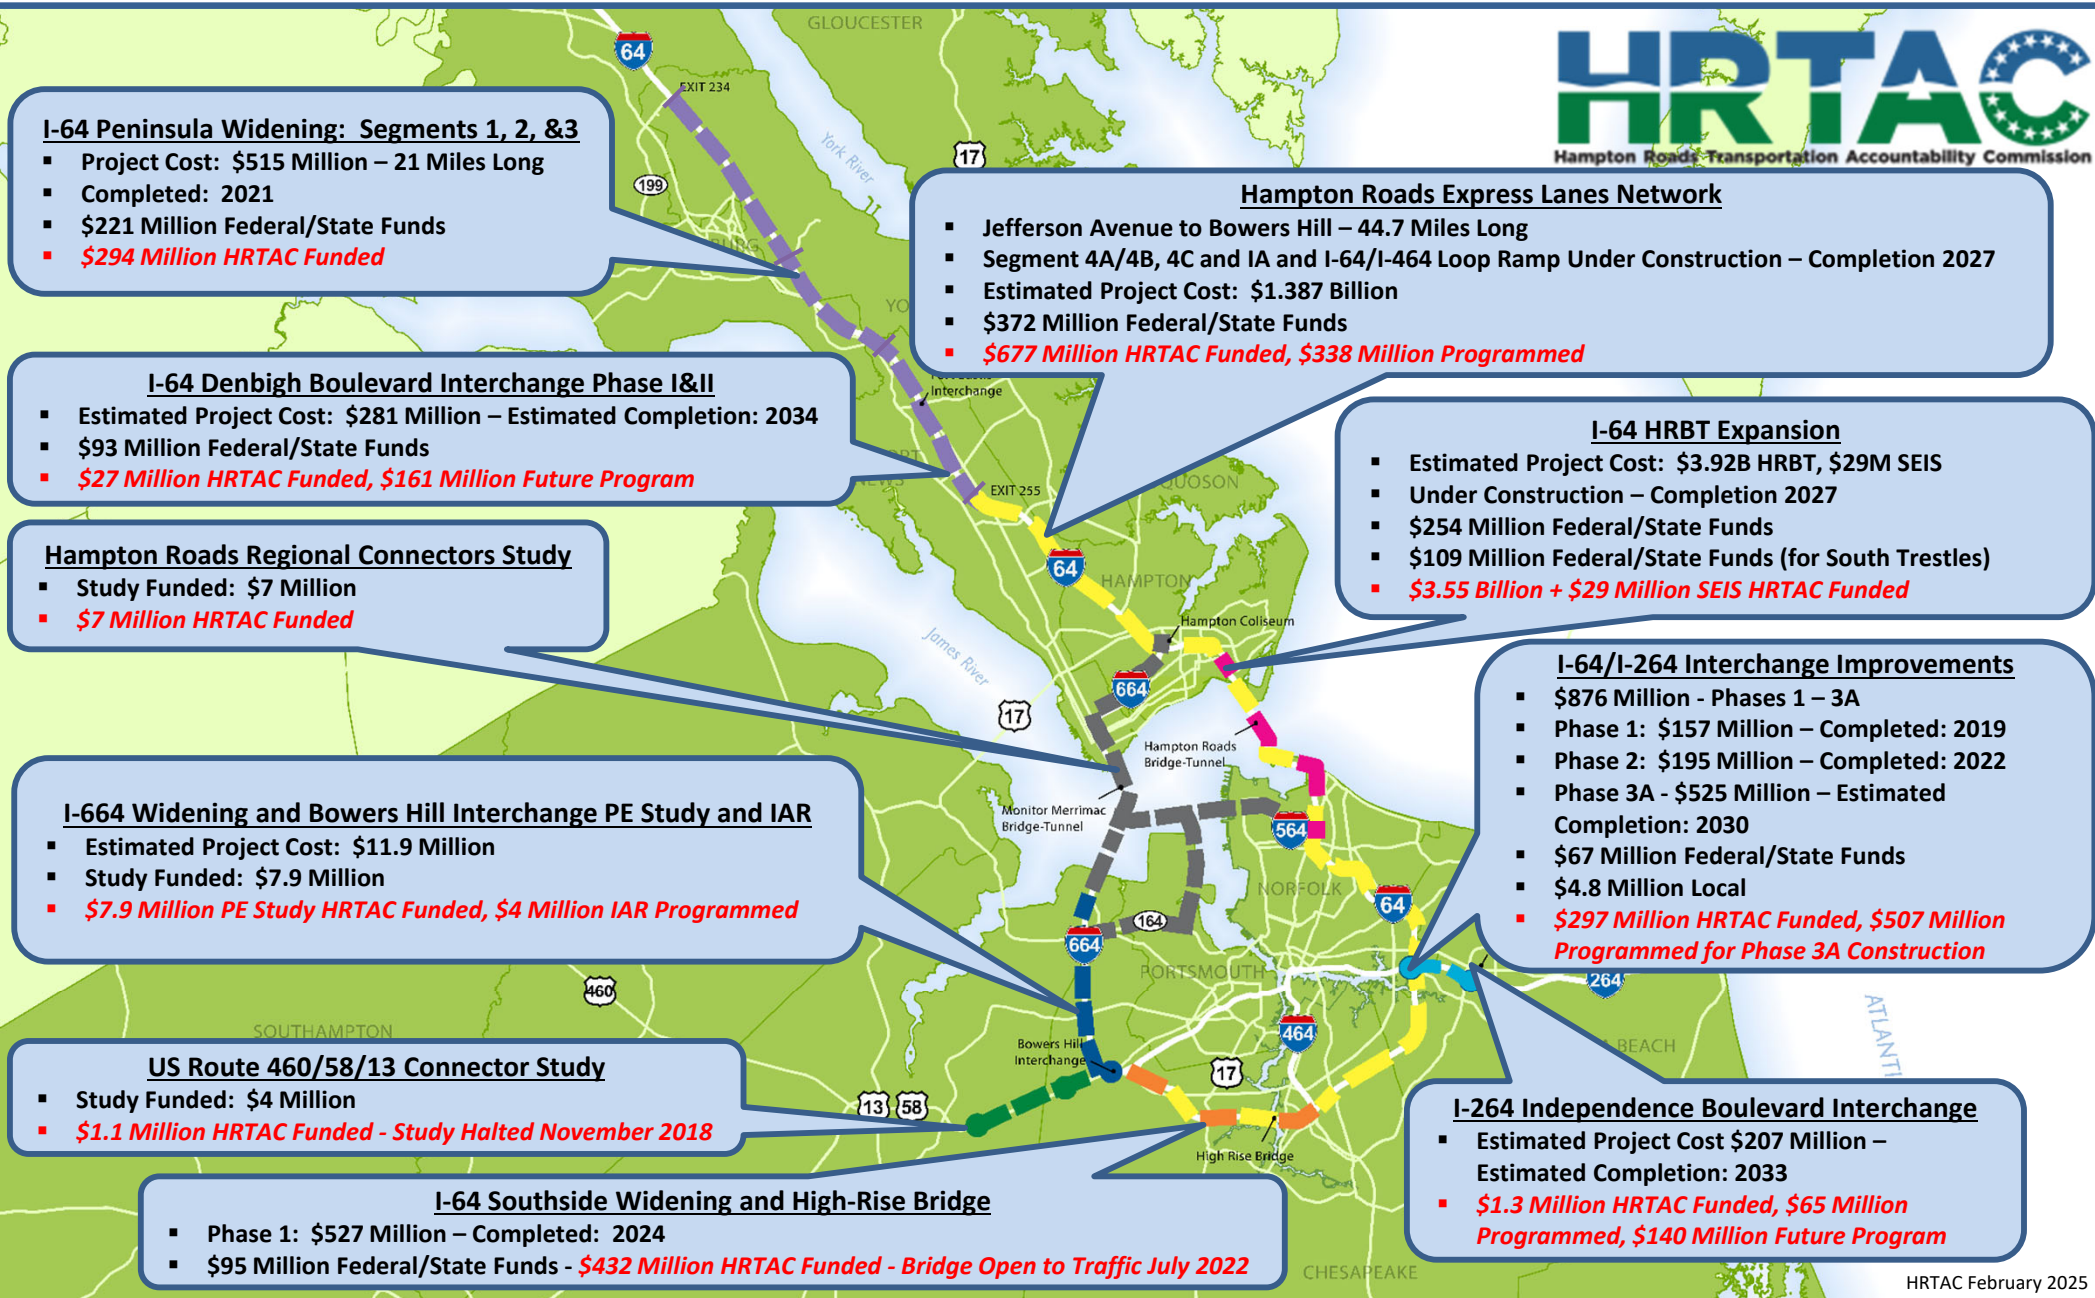 GLOUCESTER
64
EXIT 234
HRTAC
Hampton Roads Transportation Accountability Commission
I-64 Peninsula Widening: Segments 1, 2, &3
▪ Project Cost: $515 Million – 21 Miles Long
▪ Completed: 2021
▪ $221 Million Federal/State Funds
▪ $294 Million HRTAC Funded
York River
17
199
BURG
YO
Hampton Roads Express Lanes Network
▪ Jefferson Avenue to Bowers Hill – 44.7 Miles Long
▪ Segment 4A/4B, 4C and IA and I-64/I-464 Loop Ramp Under Construction – Completion 2027
▪ Estimated Project Cost: $1.387 Billion
▪ $372 Million Federal/State Funds
▪ $677 Million HRTAC Funded, $338 Million Programmed
I-64 Denbigh Boulevard Interchange Phase I&II
▪ Estimated Project Cost: $281 Million – Estimated Completion: 2034
▪ $93 Million Federal/State Funds
▪ $27 Million HRTAC Funded, $161 Million Future Program
Interchange
EXIT 255
QUOSON
I-64 HRBT Expansion
▪ Estimated Project Cost: $3.92B HRBT, $29M SEIS
▪ Under Construction – Completion 2027
▪ $254 Million Federal/State Funds
▪ $109 Million Federal/State Funds (for South Trestles)
▪ $3.55 Billion + $29 Million SEIS HRTAC Funded
Hampton Roads Regional Connectors Study
▪ Study Funded: $7 Million
▪ $7 Million HRTAC Funded
64
HAMPTON
Hampton Coliseum
James River
664
17
Hampton Roads
Bridge-Tunnel
Monitor Merrimac
Bridge-Tunnel
564
NORFOLK
64
I-64/I-264 Interchange Improvements
▪ $876 Million - Phases 1 – 3A
▪ Phase 1: $157 Million – Completed: 2019
▪ Phase 2: $195 Million – Completed: 2022
▪ Phase 3A - $525 Million – Estimated
Completion: 2030
▪ $67 Million Federal/State Funds
▪ $4.8 Million Local
▪ $297 Million HRTAC Funded, $507 Million
Programmed for Phase 3A Construction
I-664 Widening and Bowers Hill Interchange PE Study and IAR
▪ Estimated Project Cost: $11.9 Million
▪ Study Funded: $7.9 Million
▪ $7.9 Million PE Study HRTAC Funded, $4 Million IAR Programmed
164
664
PORTSMOUTH
264
460
SOUTHAMPTON
464
ATLANTI
BEACH
Bowers Hill
Interchange
17
13
58
High Rise Bridge
US Route 460/58/13 Connector Study
▪ Study Funded: $4 Million
▪ $1.1 Million HRTAC Funded - Study Halted November 2018
I-264 Independence Boulevard Interchange
▪ Estimated Project Cost $207 Million –
Estimated Completion: 2033
▪ $1.3 Million HRTAC Funded, $65 Million
Programmed, $140 Million Future Program
I-64 Southside Widening and High-Rise Bridge
▪ Phase 1: $527 Million – Completed: 2024
▪ $95 Million Federal/State Funds - $432 Million HRTAC Funded - Bridge Open to Traffic July 2022
CHESAPEAKE
HRTAC February 2025